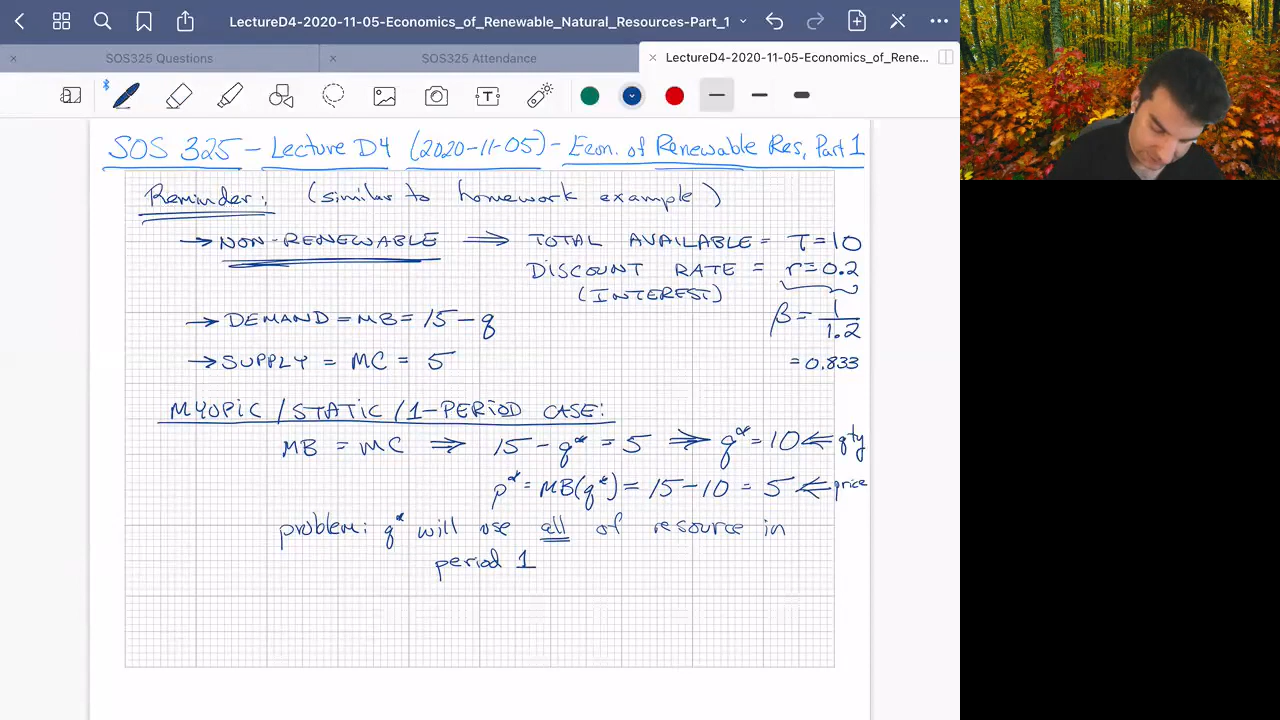 LectureD4-2020-11-05-Economics_of_Renewable_Natural_Resources-Part_1
SOS325 Questions
SOS325 Attendance
LectureD4-2020-11-05-Economics_of_Rene...
SOS 325 - Lecture D4 (2020-11-05) - Econ. of Renewable Res, Part 1
Reminder: (similar to homework example)
→ NON-RENEWABLE ⇒ TOTAL AVAILABLE = T=10
DISCOUNT RATE = r=0.2
(INTEREST)
→ DEMAND = MB = 15 - q
β = 1/1.2
→ SUPPLY = MC = 5
= 0.833
MYOPIC / STATIC / 1-PERIOD CASE:
MB = MC ⇒ 15 - q* = 5 ⇒ q* = 10 ⇐ qty
p* = MB(q*) = 15 - 10 = 5 ⇐ price
problem: q* will use all of resource in
period 1